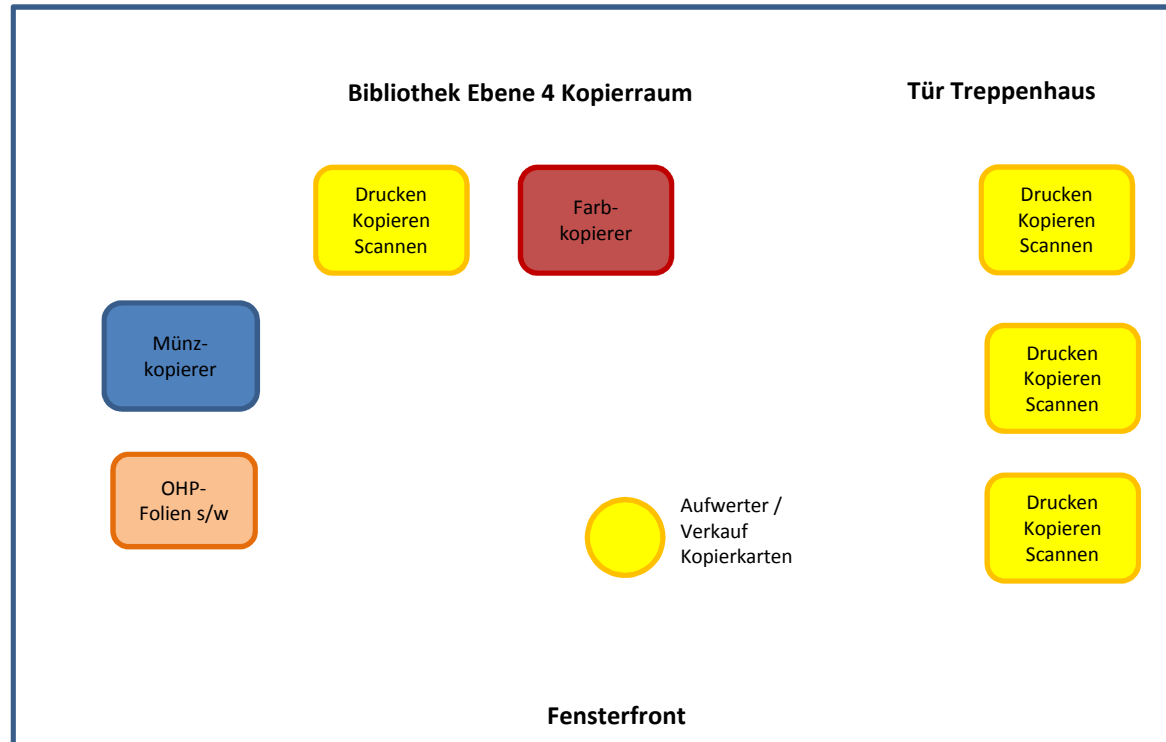 Bibliothek Ebene 4 Kopierraum
Tür Treppenhaus
Drucken
Kopieren
Scannen
Farb-
kopierer
Drucken
Kopieren
Scannen
Münz-
kopierer
Drucken
Kopieren
Scannen
OHP-
Folien s/w
Aufwerter /
Verkauf
Kopierkarten
Drucken
Kopieren
Scannen
Fensterfront